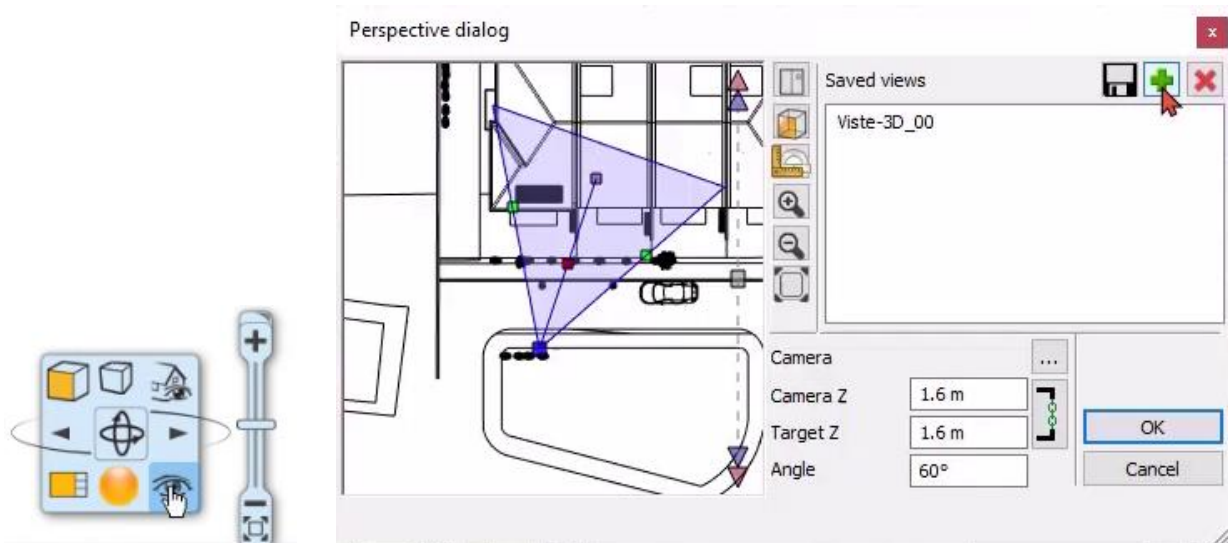 Perspective dialog
x
Saved views
Viste-3D_00
Camera
...
Camera Z 1.6 m
Target Z 1.6 m
OK
Angle 60°
Cancel